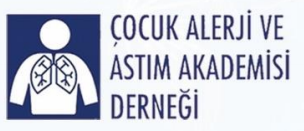 ÇOCUK ALERJİ VE
ASTIM AKADEMİSİ
DERNEĞİ